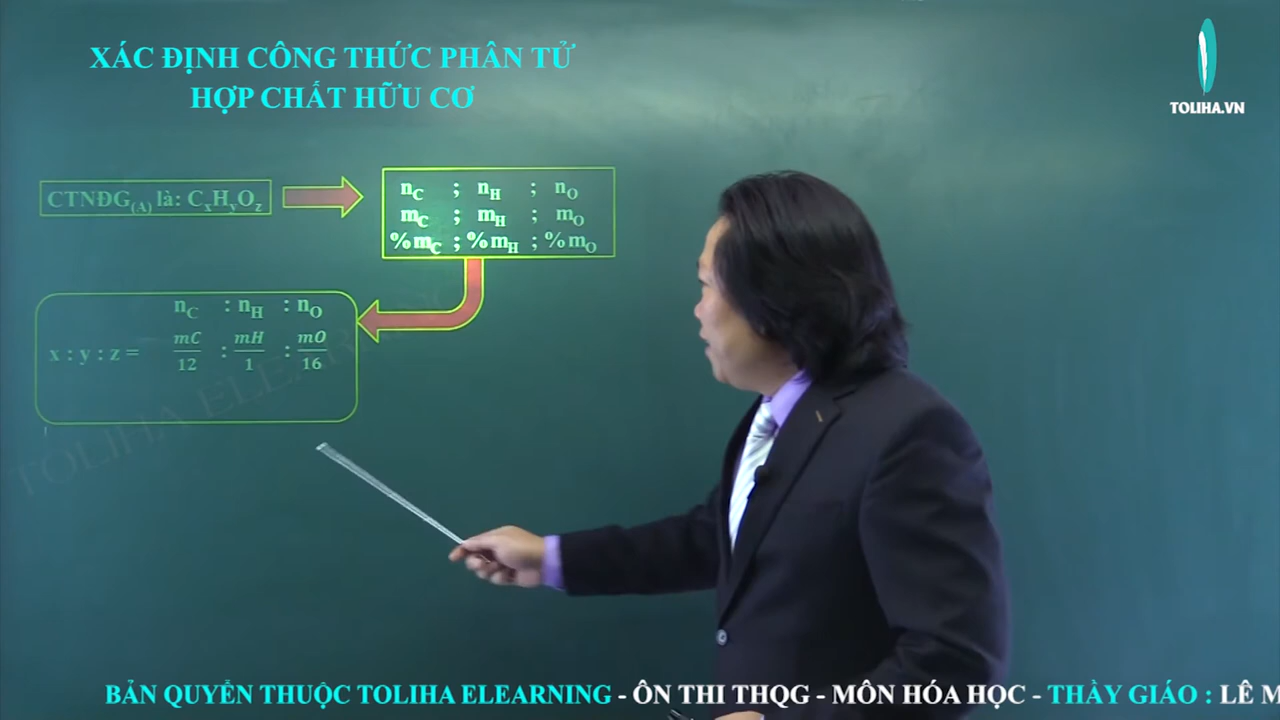 XÁC ĐỊNH CÔNG THỨC PHÂN TỬ
HỢP CHẤT HỮU CƠ
TOLIHA.VN
CTNĐG(A) là: CxHyOz
nC ; nH ; nO
mC ; mH ; mO
%mC ; %mH ; %mO
nC : nH : nO
x : y : z = mC/12 : mH/1 : mO/16
TOLIHA ELEARNING
BẢN QUYỀN THUỘC TOLIHA ELEARNING - ÔN THI THQG - MÔN HÓA HỌC - THẦY GIÁO : LÊ M